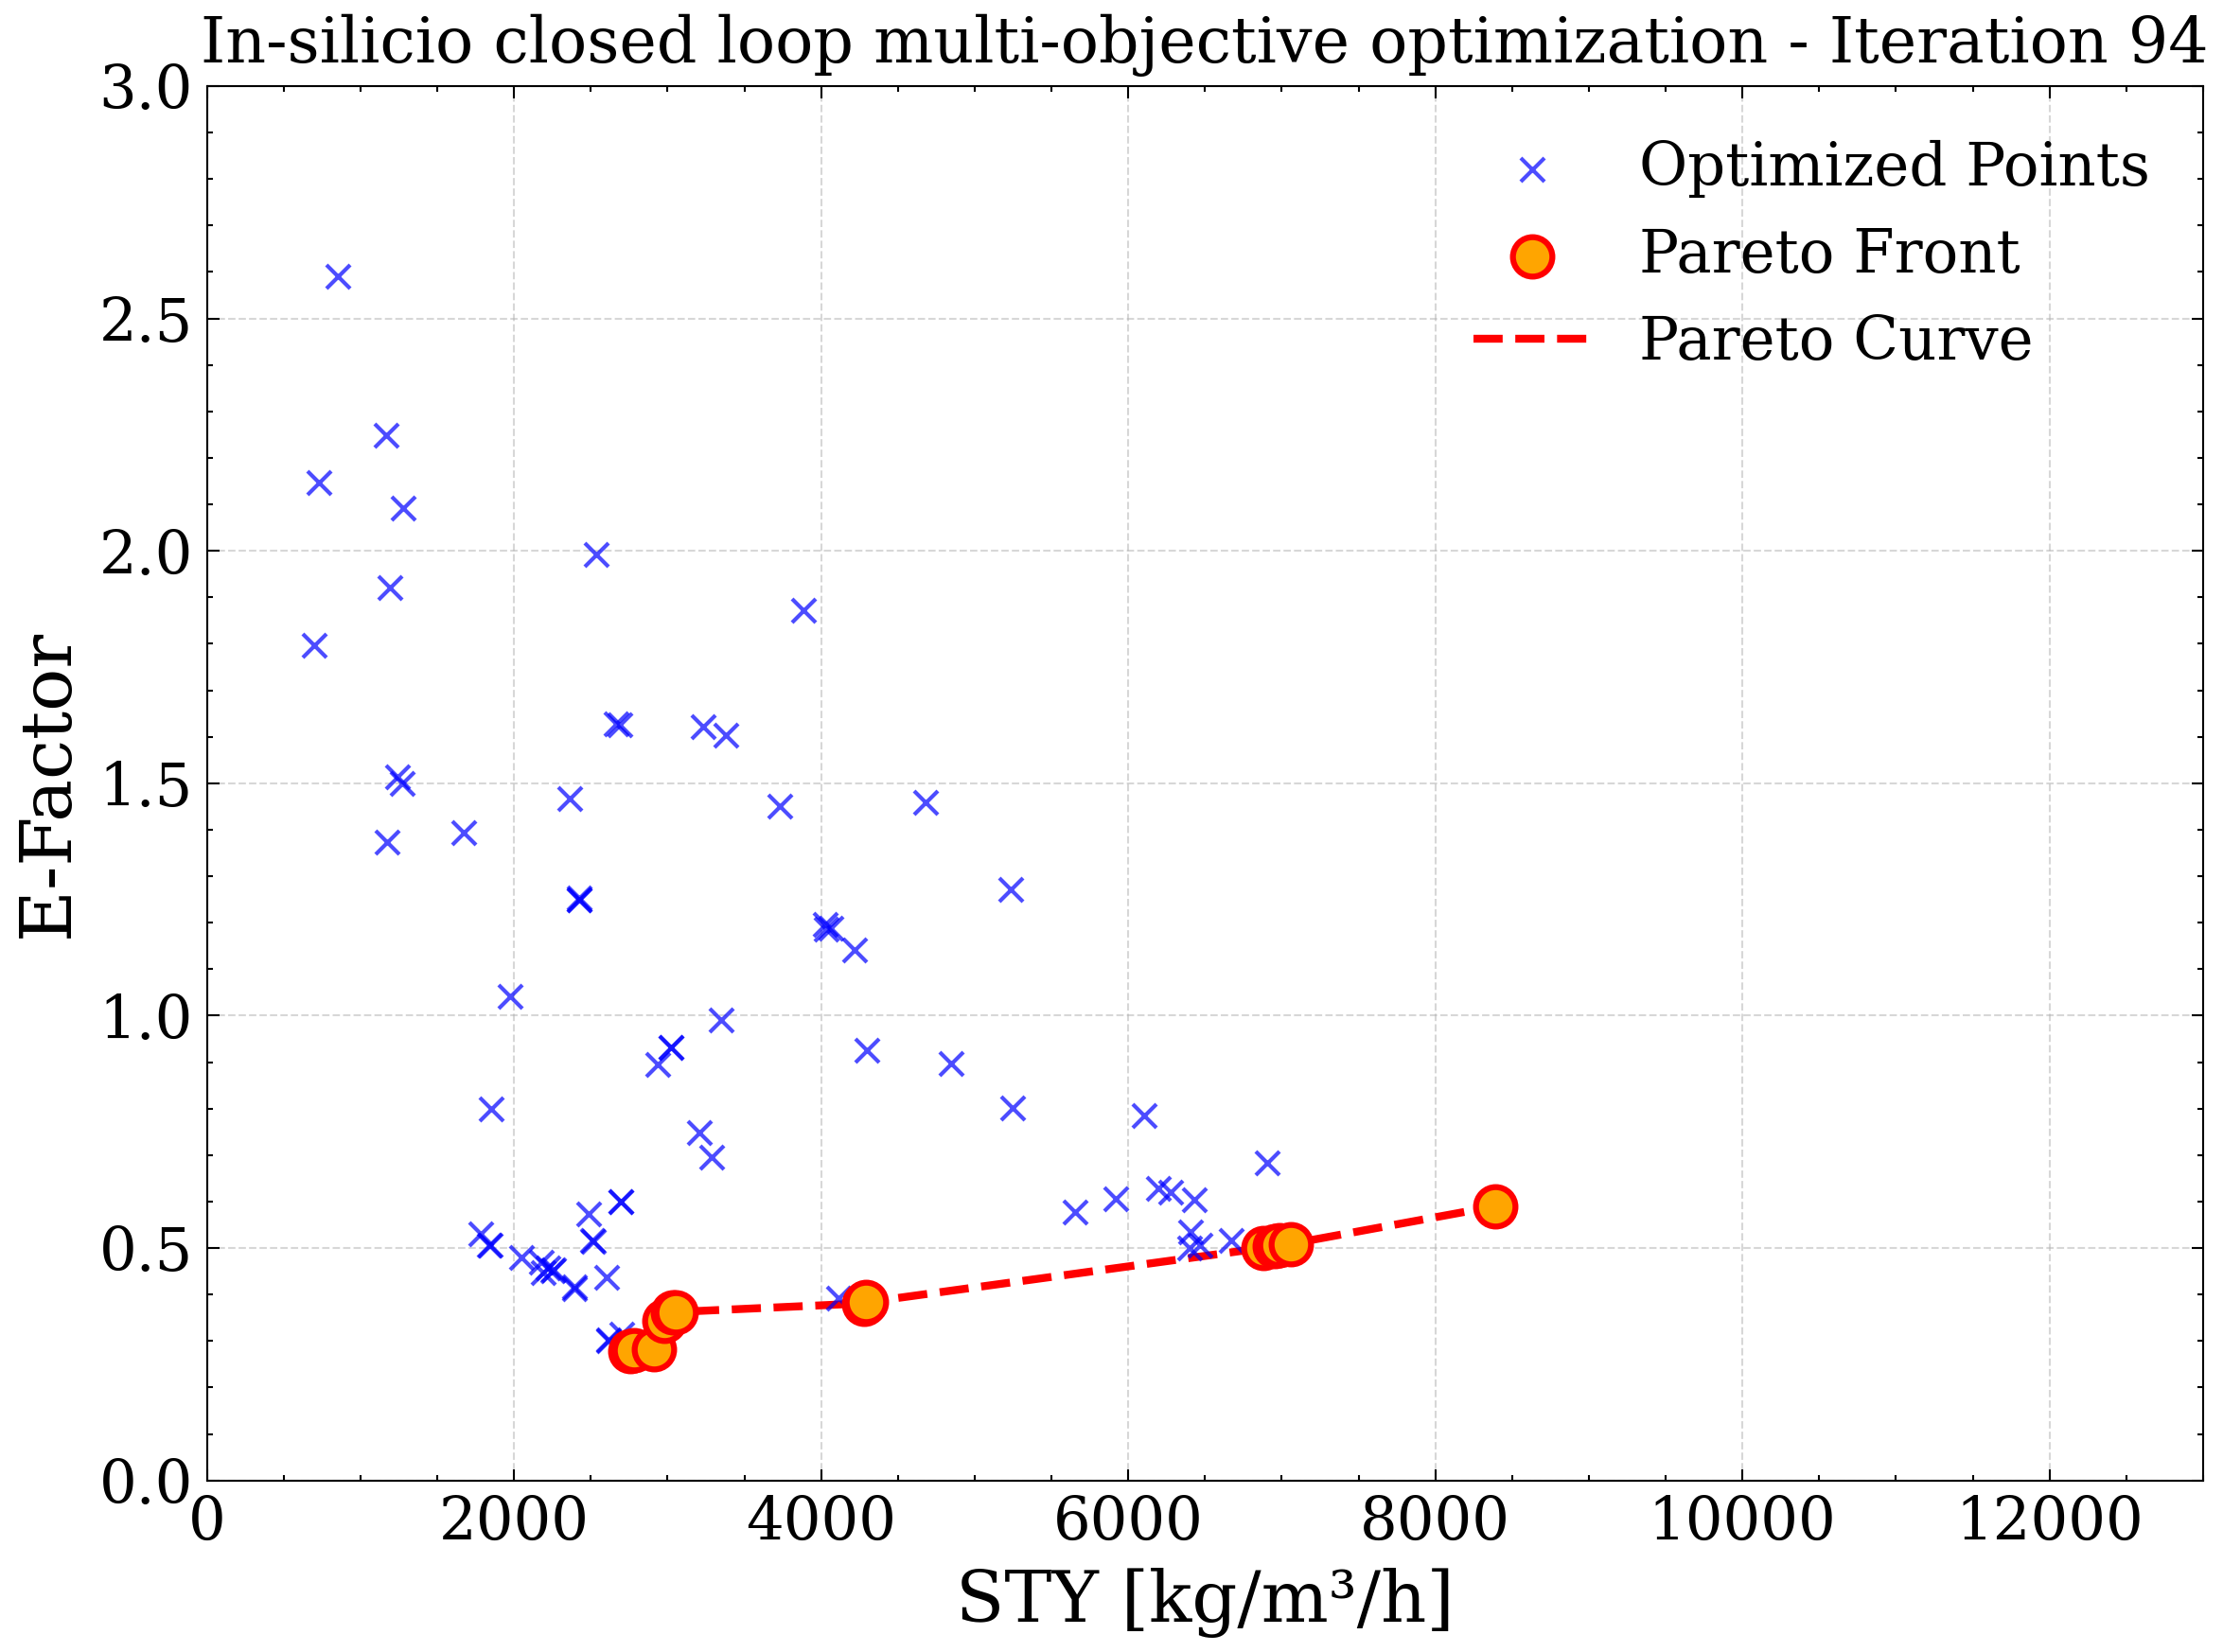 In-silicio closed loop multi-objective optimization - Iteration 94
3.0
2.5
2.0
1.5
1.0
0.5
0.0
E-Factor
Optimized Points
Pareto Front
Pareto Curve
0 2000 4000 6000 8000 10000 12000
STY [kg/m³/h]